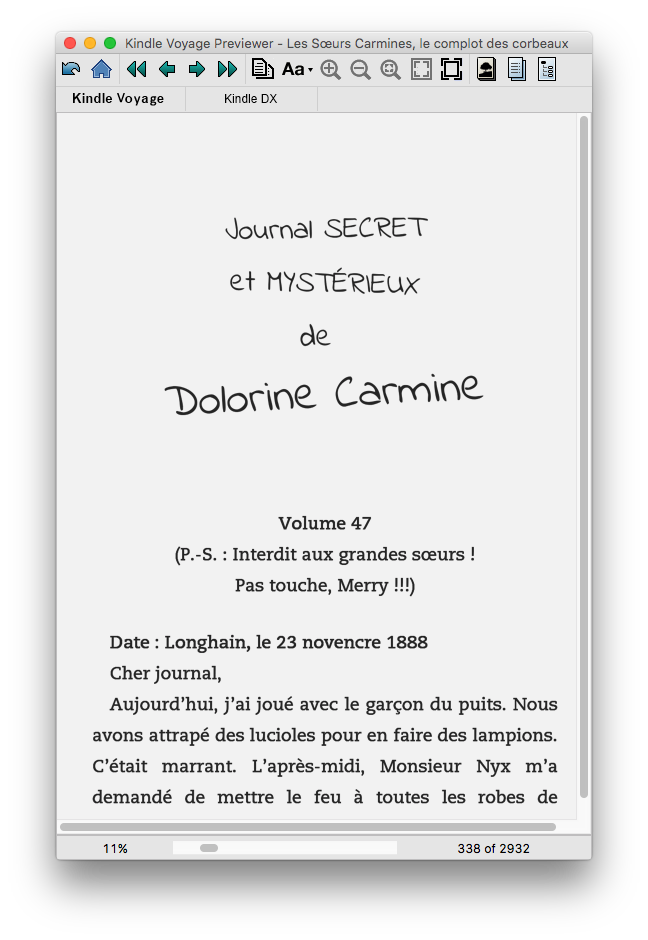 Kindle Voyage Previewer - Les Sœurs Carmines, le complot des corbeaux
Aa
Kindle Voyage
Kindle DX
Journal SECRET
et MYSTÉRIEUX
de
Dolorine Carmine
Volume 47
(P.-S. : Interdit aux grandes sœurs !
Pas touche, Merry !!!)
Date : Longhain, le 23 novencre 1888
Cher journal,
Aujourd’hui, j’ai joué avec le garçon du puits. Nous
avons attrapé des lucioles pour en faire des lampions.
C’était marrant. L’après-midi, Monsieur Nyx m’a
demandé de mettre le feu à toutes les robes de
11%
338 of 2932